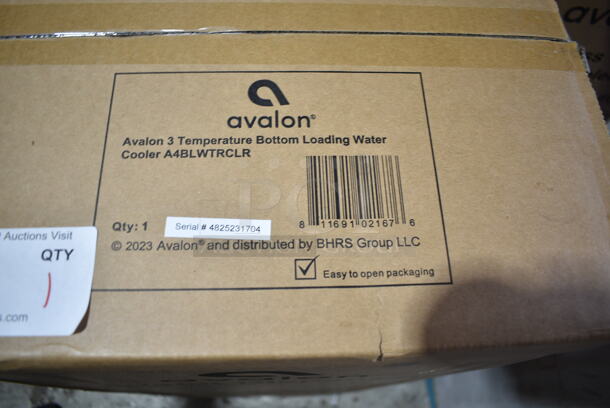 avalon®
Avalon 3 Temperature Bottom Loading Water
Cooler A4BLWTRCLR
8 11691 02167 6
Qty: 1
Serial # 4825231704
© 2023 Avalon® and distributed by BHRS Group LLC
Easy to open packaging
Auctions Visit
QTY
1
s.com